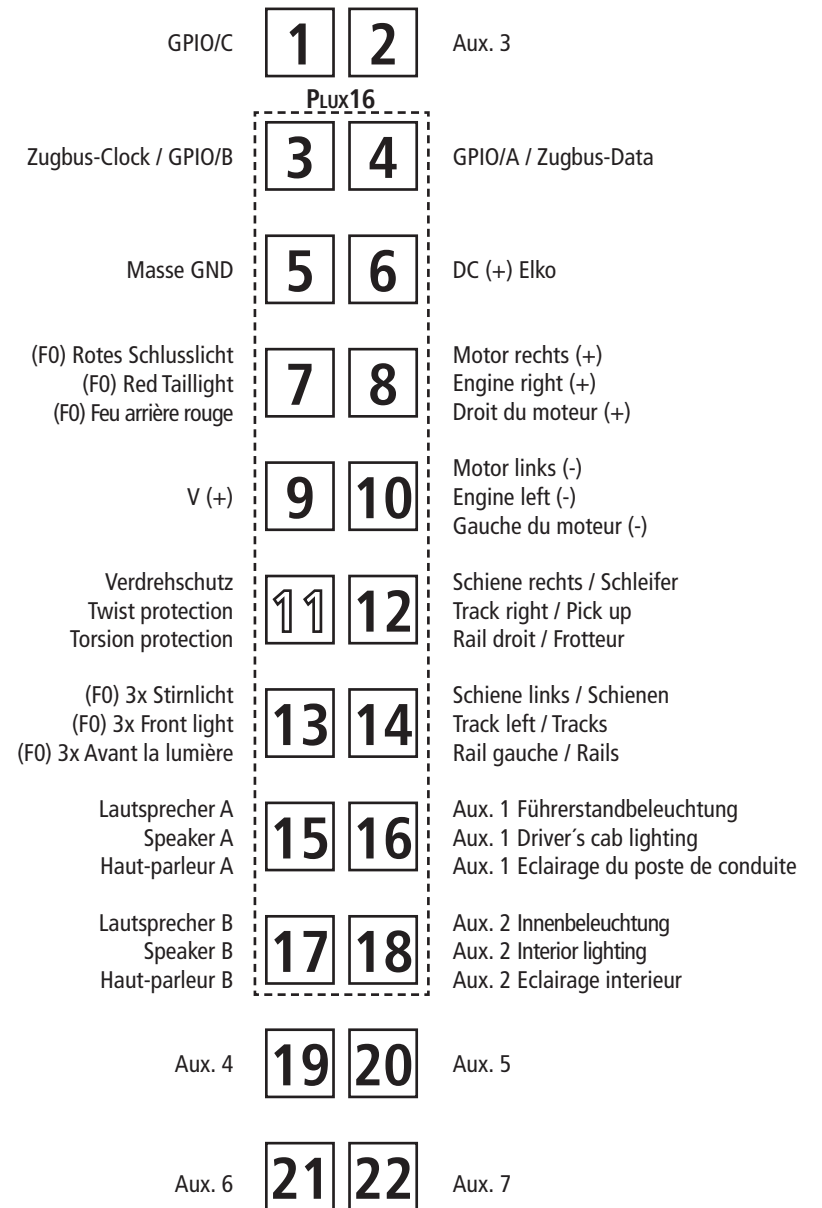 GPIO/C 1 2 Aux. 3
PLUX16
Zugbus-Clock / GPIO/B 3 4 GPIO/A / Zugbus-Data
Masse GND 5 6 DC (+) Elko
(F0) Rotes Schlusslicht
(F0) Red Taillight
(F0) Feu arrière rouge
7 8
Motor rechts (+)
Engine right (+)
Droit du moteur (+)
V (+) 9 10
Motor links (-)
Engine left (-)
Gauche du moteur (-)
Verdrehschutz
Twist protection
Torsion protection
11 12
Schiene rechts / Schleifer
Track right / Pick up
Rail droit / Frotteur
(F0) 3x Stirnlicht
(F0) 3x Front light
(F0) 3x Avant la lumière
13 14
Schiene links / Schienen
Track left / Tracks
Rail gauche / Rails
Lautsprecher A
Speaker A
Haut-parleur A
15 16
Aux. 1 Führerstandbeleuchtung
Aux. 1 Driver´s cab lighting
Aux. 1 Eclairage du poste de conduite
Lautsprecher B
Speaker B
Haut-parleur B
17 18
Aux. 2 Innenbeleuchtung
Aux. 2 Interior lighting
Aux. 2 Eclairage interieur
Aux. 4 19 20 Aux. 5
Aux. 6 21 22 Aux. 7